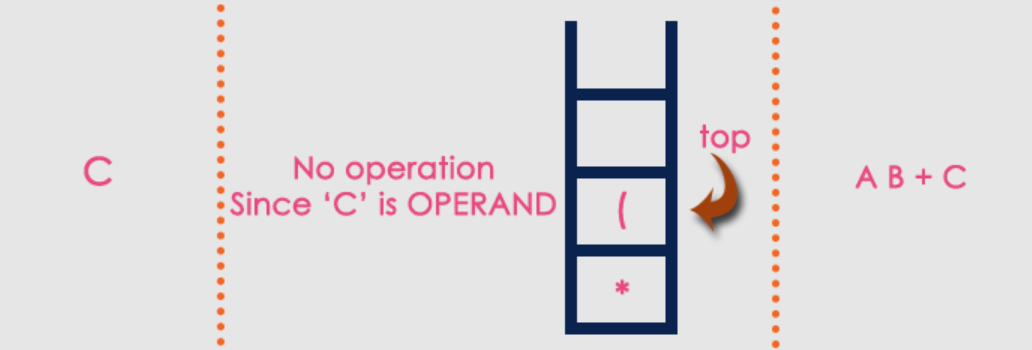 C
No operation
Since ‘C’ is OPERAND
(
*
top
A B + C